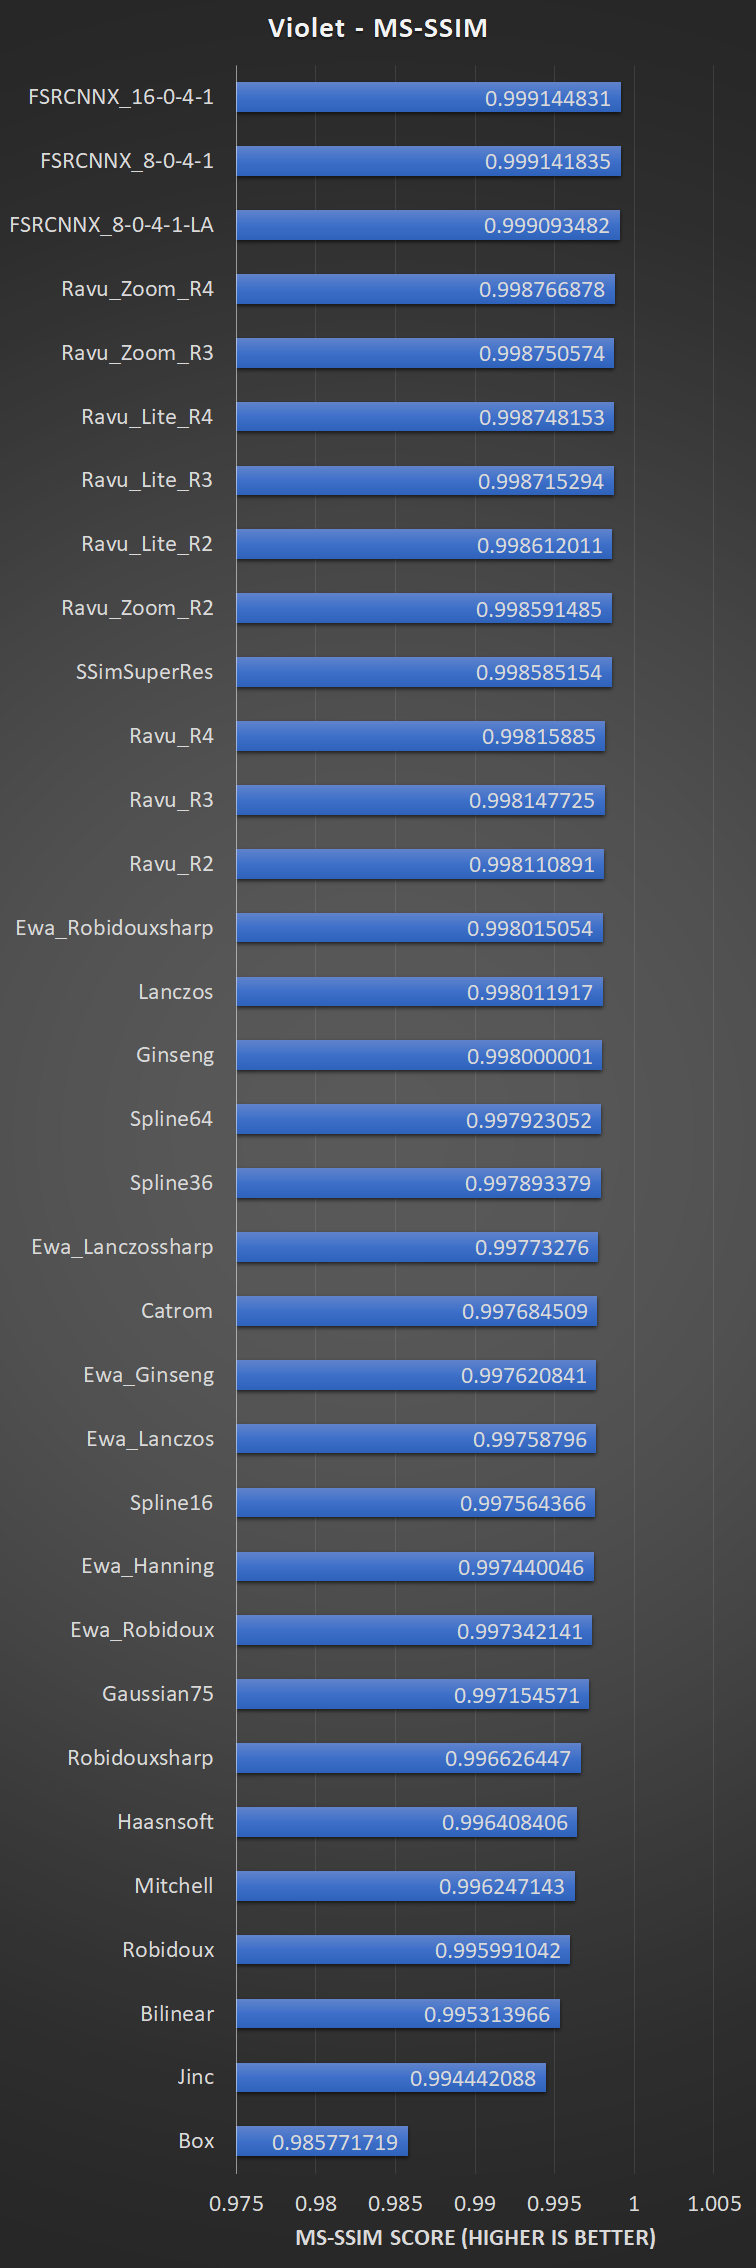 Violet - MS-SSIM
FSRCNNX_16-0-4-1 0.999144831
FSRCNNX_8-0-4-1 0.999141835
FSRCNNX_8-0-4-1-LA 0.999093482
Ravu_Zoom_R4 0.998766878
Ravu_Zoom_R3 0.998750574
Ravu_Lite_R4 0.998748153
Ravu_Lite_R3 0.998715294
Ravu_Lite_R2 0.998612011
Ravu_Zoom_R2 0.998591485
SSimSuperRes 0.998585154
Ravu_R4 0.99815885
Ravu_R3 0.998147725
Ravu_R2 0.998110891
Ewa_Robidouxsharp 0.998015054
Lanczos 0.998011917
Ginseng 0.998000001
Spline64 0.997923052
Spline36 0.997893379
Ewa_Lanczossharp 0.99773276
Catrom 0.997684509
Ewa_Ginseng 0.997620841
Ewa_Lanczos 0.99758796
Spline16 0.997564366
Ewa_Hanning 0.997440046
Ewa_Robidoux 0.997342141
Gaussian75 0.997154571
Robidouxsharp 0.996626447
Haasnsoft 0.996408406
Mitchell 0.996247143
Robidoux 0.995991042
Bilinear 0.995313966
Jinc 0.994442088
Box 0.985771719
0.975 0.98 0.985 0.99 0.995 1 1.005
MS-SSIM SCORE (HIGHER IS BETTER)